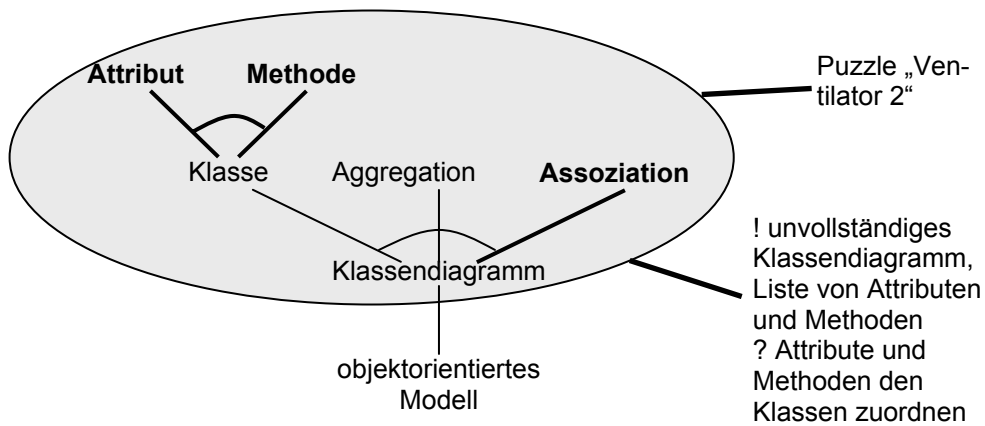 Attribut
Methode
Puzzle „Ven-
tilator 2“
Klasse
Aggregation
Assoziation
! unvollständiges
Klassendiagramm,
Liste von Attributen
und Methoden
? Attribute und
Methoden den
Klassen zuordnen
Klassendiagramm
objektorientiertes
Modell